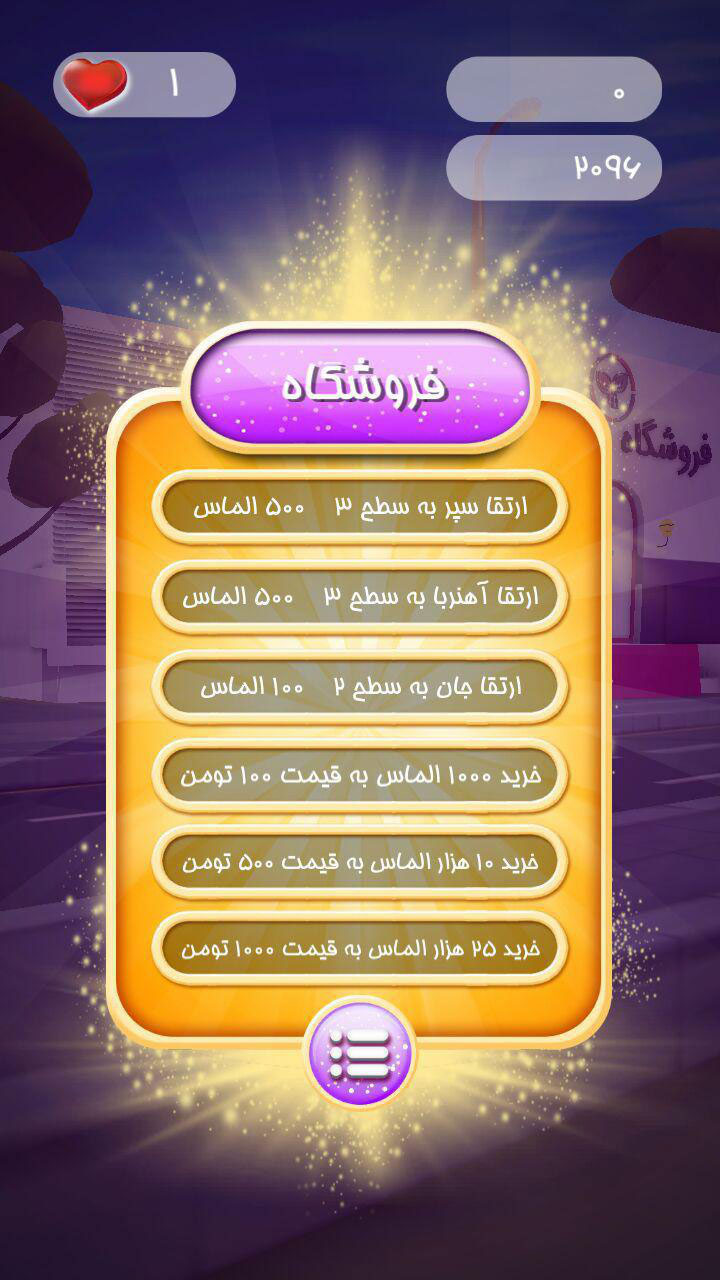 ۱
۰
۲۰۹۶
فروشگاه
فروشگاه
ارتقا سپر به سطح ۳ ۵۰۰ الماس
ارتقا آهنربا به سطح ۳ ۵۰۰ الماس
ارتقا جان به سطح ۲ ۱۰۰ الماس
خرید ۱۰۰۰ الماس به قیمت ۱۰۰ تومن
خرید ۱۰ هزار الماس به قیمت ۵۰۰ تومن
خرید ۲۵ هزار الماس به قیمت ۱۰۰۰ تومن